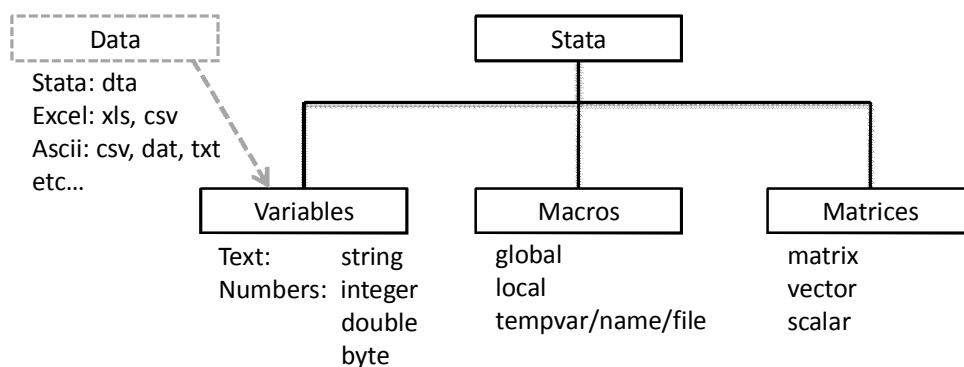 Data
Stata: dta
Excel: xls, csv
Ascii: csv, dat, txt
etc…
Stata
Variables
Text: string
Numbers: integer
double
byte
Macros
global
local
tempvar/name/file
Matrices
matrix
vector
scalar